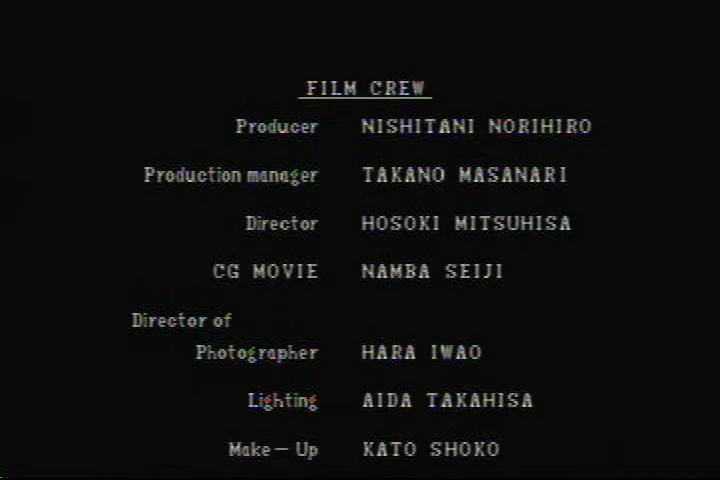 FILM CREW
Producer NISHITANI NORIHIRO
Production manager TAKANO MASANARI
Director HOSOKI MITSUHISA
CG MOVIE NAMBA SEIJI
Director of
Photographer HARA IWAO
Lighting AIDA TAKAHISA
Make－Up KATO SHOKO